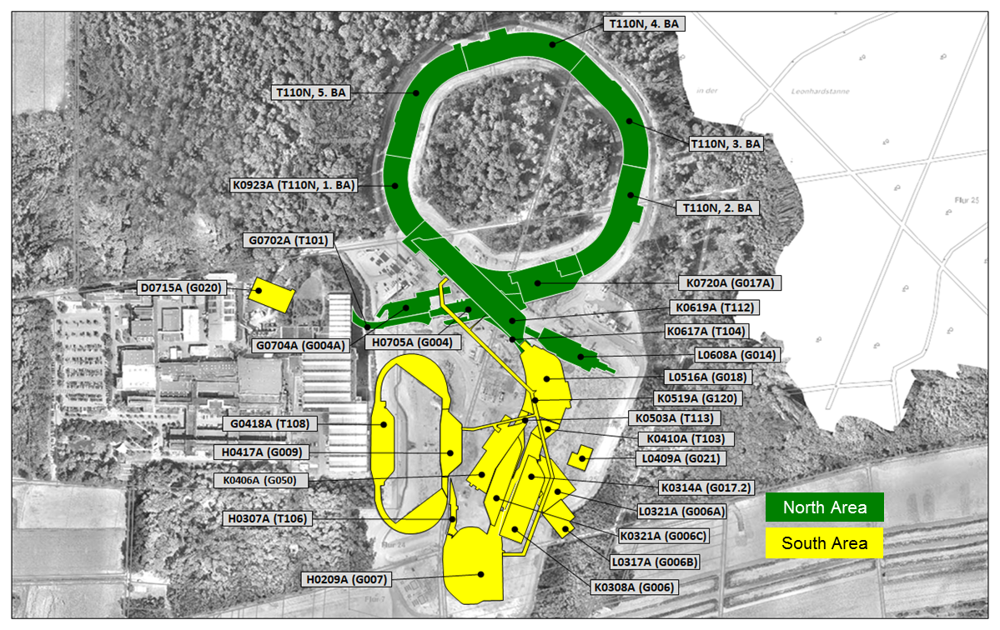 T110N, 4. BA
T110N, 5. BA
in der
Leonhardstanne
T110N, 3. BA
K0923A (T110N, 1. BA)
T110N, 2. BA
Flur 25
G0702A (T101)
D0715A (G020)
K0720A (G017A)
K0619A (T112)
K0617A (T104)
G0704A (G004A)
H0705A (G004)
L0608A (G014)
L0516A (G018)
K0519A (G120)
G0418A (T108)
K0503A (T113)
K0410A (T103)
H0417A (G009)
L0409A (G021)
K0406A (G050)
K0314A (G017.2)
North Area
L0321A (G006A)
H0307A (T106)
K0321A (G006C)
South Area
Flur 24
L0317A (G006B)
H0209A (G007)
K0308A (G006)
Flur 7